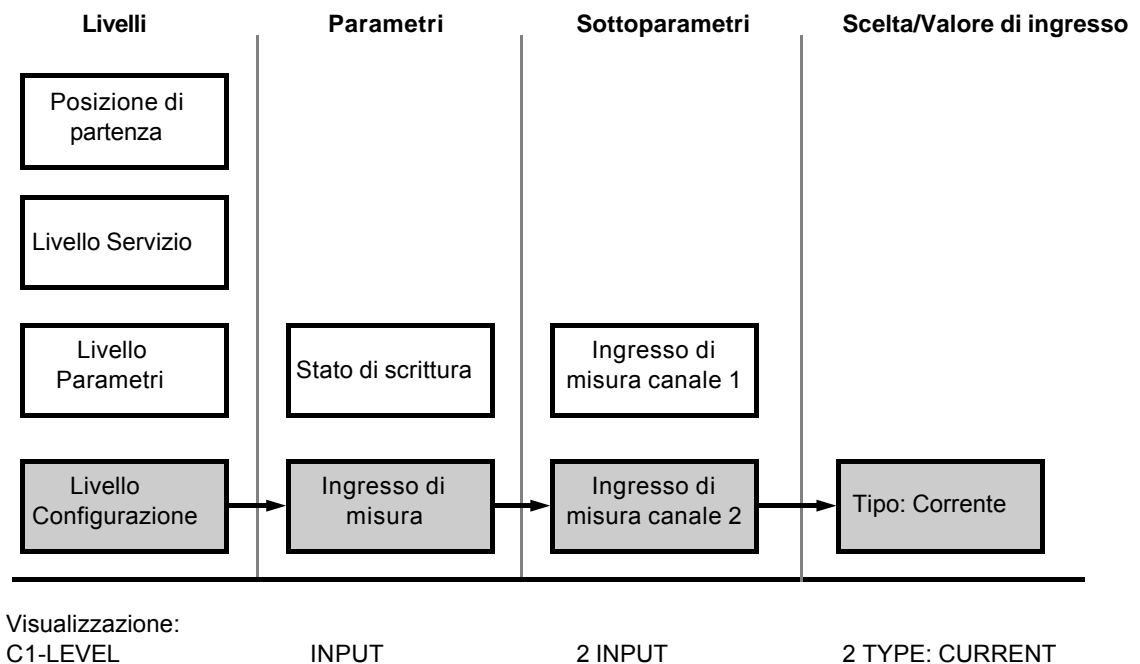 Livelli Parametri Sottoparametri Scelta/Valore di ingresso
Posizione di
partenza
Livello Servizio
Livello
Parametri
Stato di scrittura
Ingresso di
misura canale 1
Livello
Configurazione
Ingresso di
misura
Ingresso di
misura canale 2
Tipo: Corrente
Visualizzazione:
C1-LEVEL INPUT 2 INPUT 2 TYPE: CURRENT